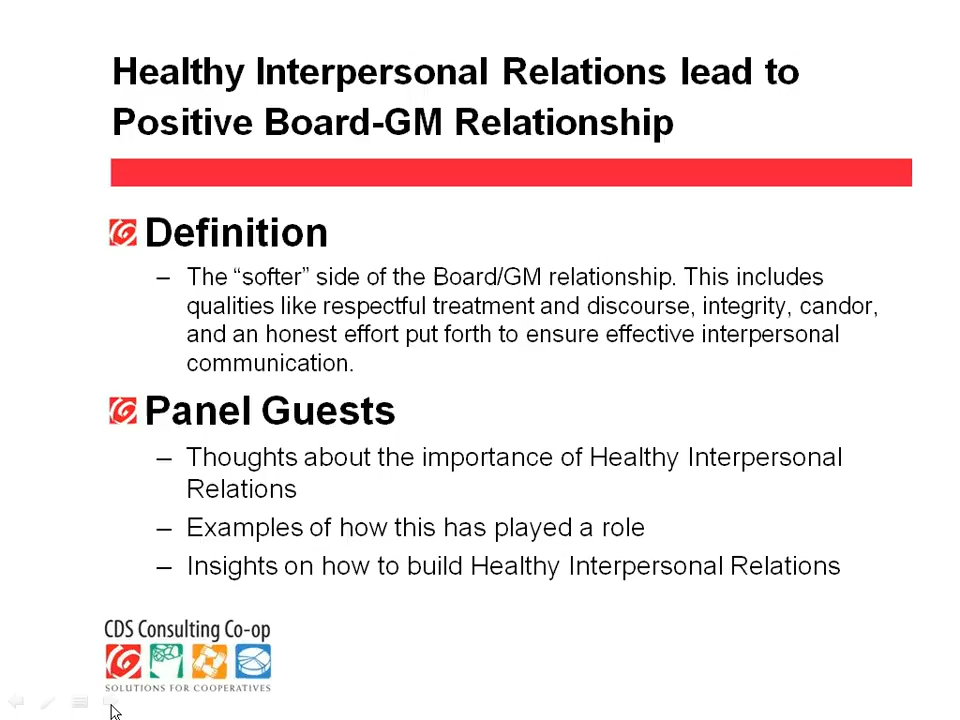 Healthy Interpersonal Relations lead to
Positive Board-GM Relationship
Definition
– The “softer” side of the Board/GM relationship. This includes
qualities like respectful treatment and discourse, integrity, candor,
and an honest effort put forth to ensure effective interpersonal
communication.
Panel Guests
– Thoughts about the importance of Healthy Interpersonal
Relations
– Examples of how this has played a role
– Insights on how to build Healthy Interpersonal Relations
CDS Consulting Co-op
SOLUTIONS FOR COOPERATIVES